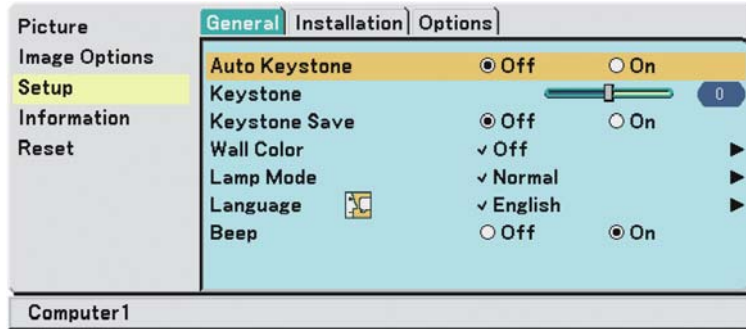 Picture
Image Options
Setup
Information
Reset
General Installation Options
Auto Keystone Off On
Keystone 0
Keystone Save Off On
Wall Color Off
Lamp Mode Normal
Language English
Beep Off On
Computer1